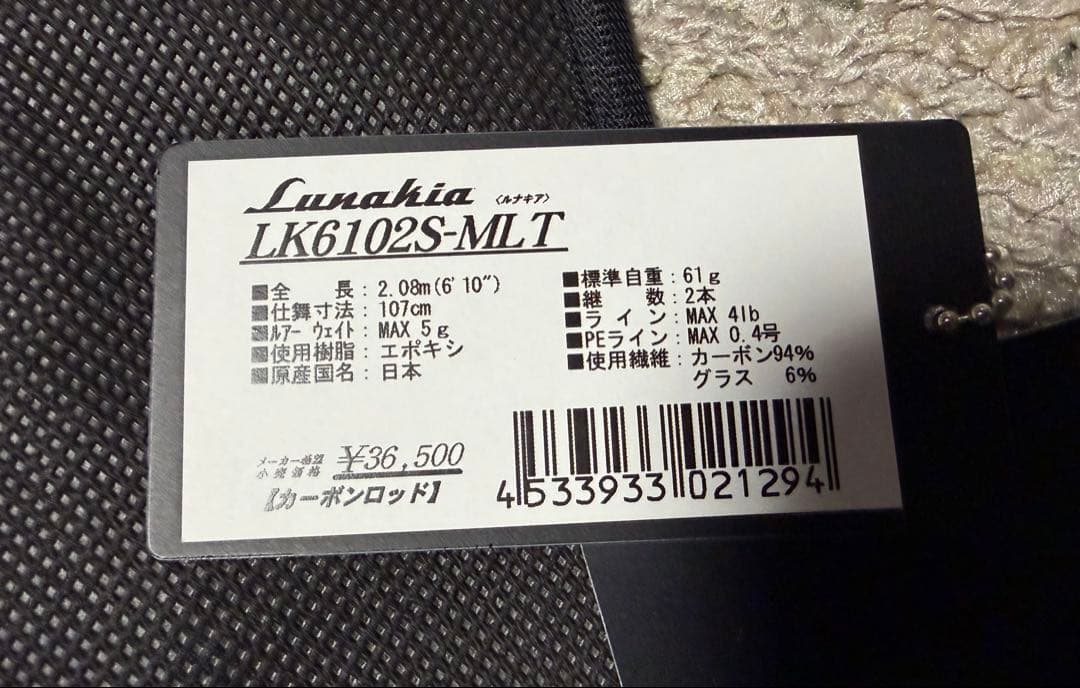 Lunakia 〈ルナキア〉
LK6102S-MLT
■全　　長：2.08m(6'10")
■仕舞寸法：107cm
■ルアー ウェイト：MAX 5g
■使用樹脂：エポキシ
■原産国名：日本
■標準自重：61g
■継　　数：2本
■ライン：MAX 4lb
■PEライン：MAX 0.4号
■使用繊維：カーボン94%
グラス　6%
メーカー希望
小売価格 ¥36,500
【カーボンロッド】
4533933021294